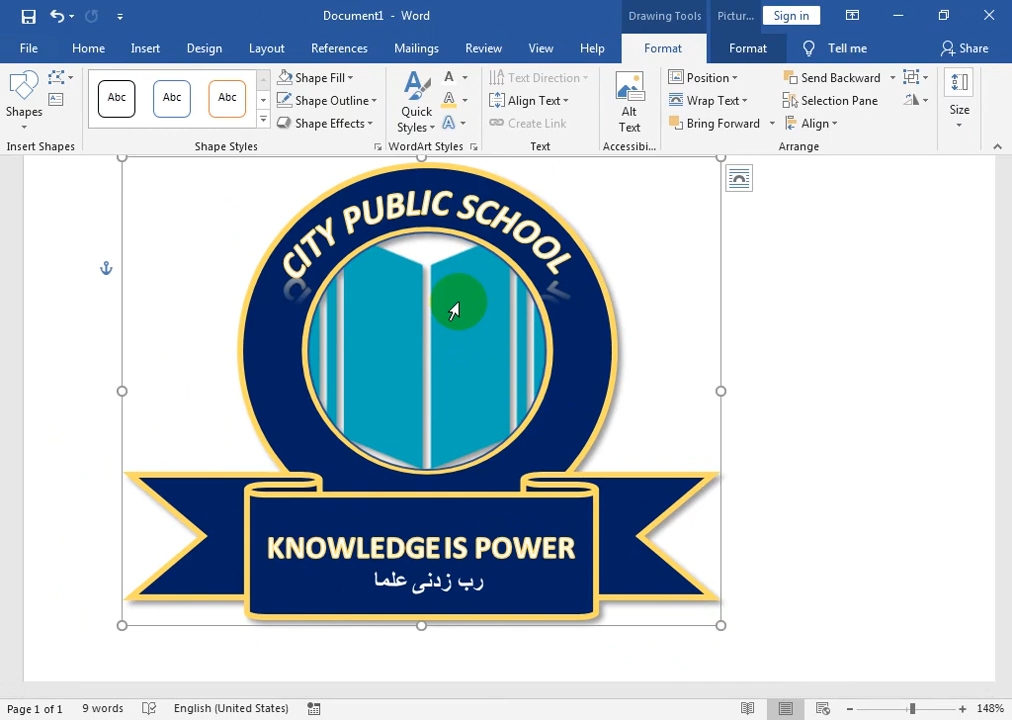 Document1 - Word
Drawing Tools
Pictur...
Sign in
File
Home
Insert
Design
Layout
References
Mailings
Review
View
Help
Format
Format
Tell me
Share
Shapes
Abc
Abc
Abc
Shape Fill
Shape Outline
Shape Effects
Quick
Styles
A
A
A
Text Direction
Align Text
Create Link
Alt
Text
Position
Wrap Text
Bring Forward
Send Backward
Selection Pane
Align
Size
Insert Shapes
Shape Styles
WordArt Styles
Text
Accessibi...
Arrange
CITY PUBLIC SCHOOL
KNOWLEDGE IS POWER
رب زدنی علما
Page 1 of 1
9 words
English (United States)
148%